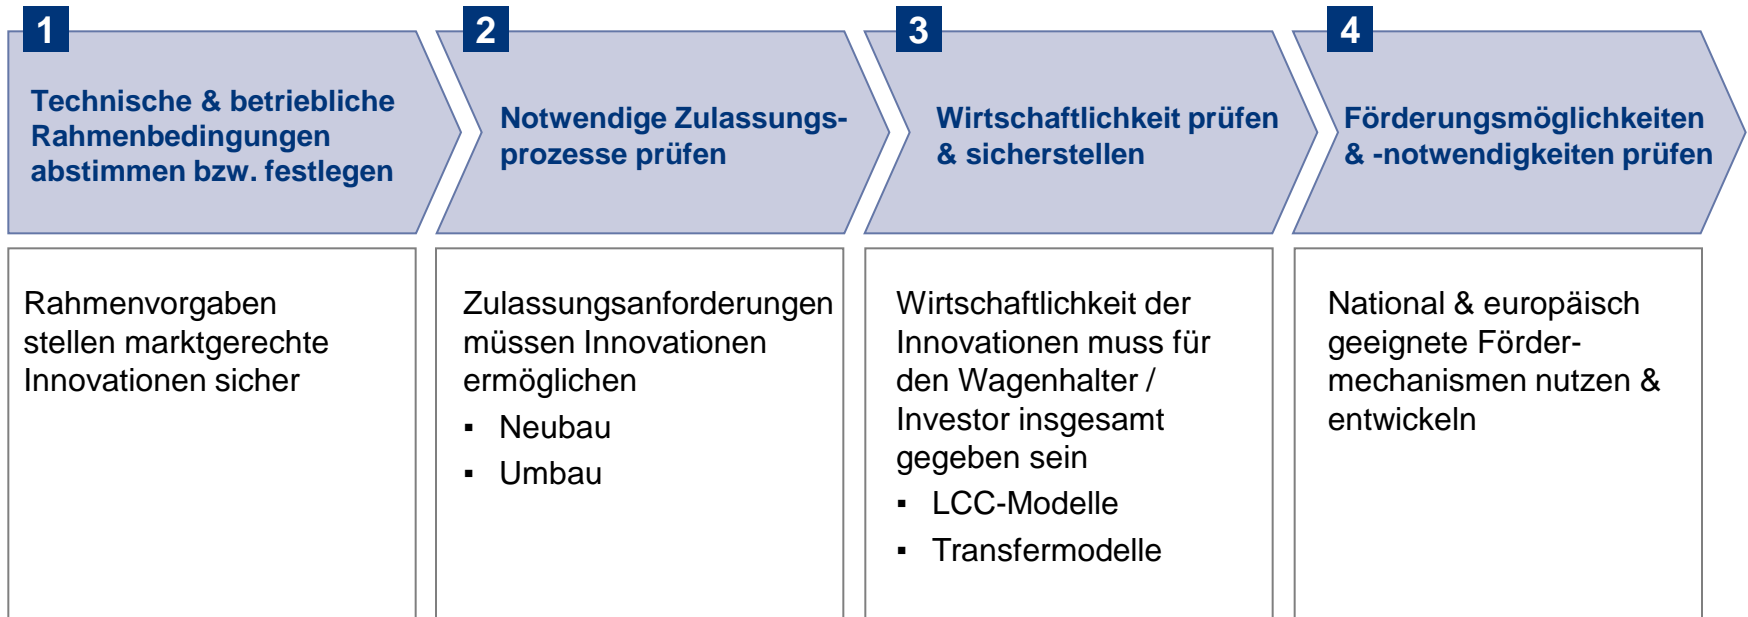 1
Technische & betriebliche
Rahmenbedingungen
abstimmen bzw. festlegen
2
Notwendige Zulassungs-
prozesse prüfen
3
Wirtschaftlichkeit prüfen
& sicherstellen
4
Förderungsmöglichkeiten
& -notwendigkeiten prüfen
Rahmenvorgaben
stellen marktgerechte
Innovationen sicher
Zulassungsanforderungen
müssen Innovationen
ermöglichen
▪ Neubau
▪ Umbau
Wirtschaftlichkeit der
Innovationen muss für
den Wagenhalter /
Investor insgesamt
gegeben sein
▪ LCC-Modelle
▪ Transfermodelle
National & europäisch
geeignete Förder-
mechanismen nutzen &
entwickeln